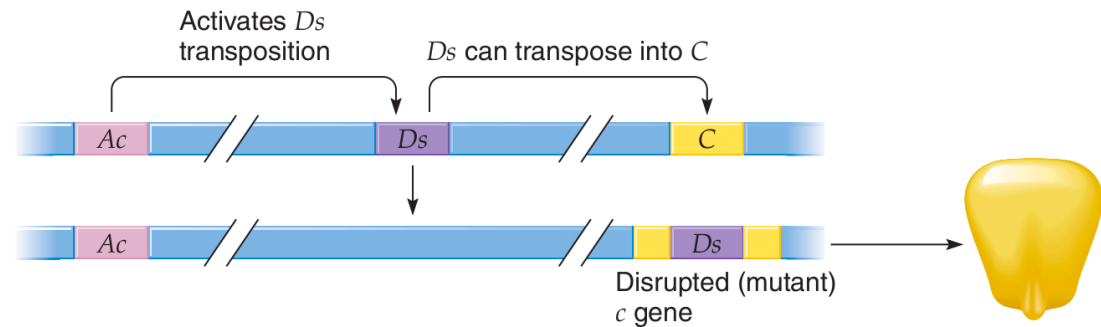 Activates Ds
transposition
Ds can transpose into C
Ac
Ds
C
Ac
Ds
Disrupted (mutant)
c gene